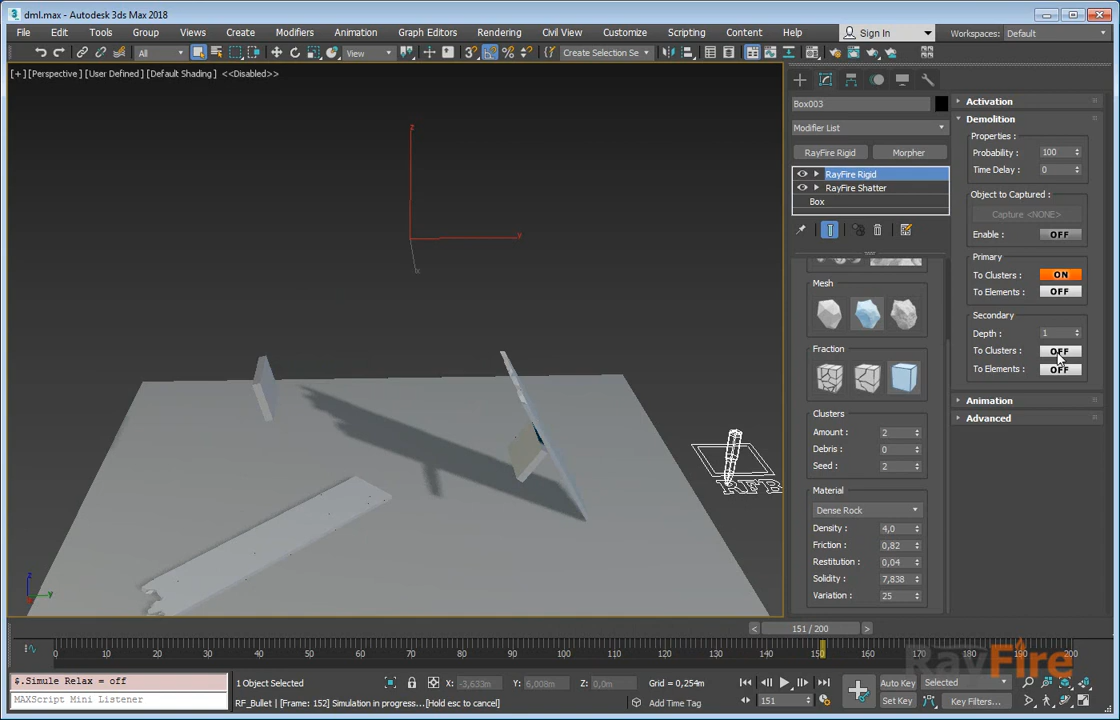 dml.max - Autodesk 3ds Max 2018
File Edit Tools Group Views Create Modifiers Animation Graph Editors Rendering Civil View Customize Scripting Content Help Sign In Workspaces: Default
All View Create Selection Se
[+] [Perspective] [User Defined] [Default Shading] <<Disabled>>
Box003
Modifier List
RayFire Rigid Morpher
RayFire Rigid
RayFire Shatter
Box
Mesh
Fraction
Clusters
Amount : 2
Debris : 0
Seed : 2
Material
Dense Rock
Density : 4,0
Friction : 0,82
Restitution : 0,04
Solidity : 7,838
Variation : 25
Activation
Demolition
Properties :
Probability : 100
Time Delay : 0
Object to Captured :
Capture <NONE>
Enable : OFF
Primary
To Clusters : ON
To Elements : OFF
Secondary
Depth : 1
To Clusters : OFF
To Elements : OFF
Animation
Advanced
z
y
RFB
z
y
< 151 / 200 >
0 10 20 30 40 50 60 70 80 90 100 110 120 130 140 150 160 170 180 190 200
RayFire
$.Simule Relax = off
MAXScript Mini Listener
1 Object Selected
RF_Bullet | [Frame: 152] Simulation in progress...[Hold esc to cancel]
X: -3,633m Y: 6,008m Z: 0,0m Grid = 0,254m
Add Time Tag
151
Auto Key Selected
Set Key Key Filters...